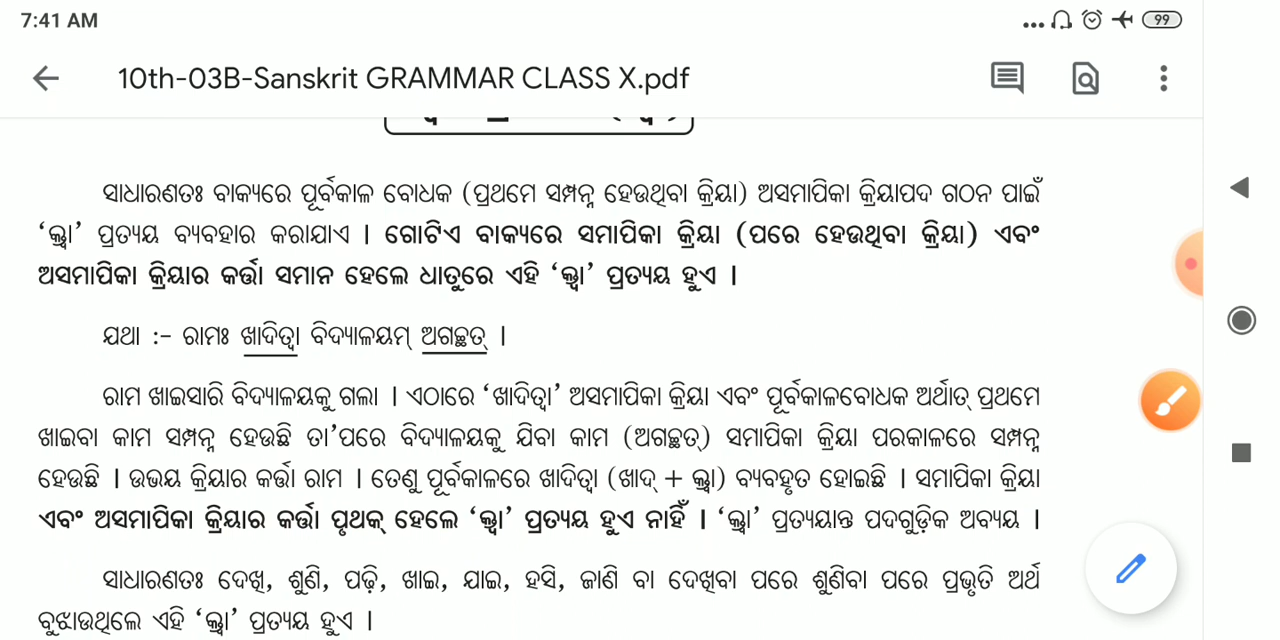 7:41 AM
99
10th-03B-Sanskrit GRAMMAR CLASS X.pdf
ସାଧାରଣତଃ ବାକ୍ୟରେ ପୂର୍ବକାଳ ବୋଧକ (ପ୍ରଥମେ ସମ୍ପନ୍ନ ହେଉଥିବା କ୍ରିୟା) ଅସମାପିକା କ୍ରିୟାପଦ ଗଠନ ପାଇଁ
‘କ୍ତ୍ୱା’ ପ୍ରତ୍ୟୟ ବ୍ୟବହାର କରାଯାଏ । ଗୋଟିଏ ବାକ୍ୟରେ ସମାପିକା କ୍ରିୟା (ପରେ ହେଉଥିବା କ୍ରିୟା) ଏବଂ
ଅସମାପିକା କ୍ରିୟାର କର୍ତ୍ତା ସମାନ ହେଲେ ଧାତୁରେ ଏହି ‘କ୍ତ୍ୱା’ ପ୍ରତ୍ୟୟ ହୁଏ ।
ଯଥା :- ରାମଃ ଖାଦିତ୍ୱା ବିଦ୍ୟାଳୟମ୍ ଅଗଚ୍ଛତ୍ ।
ରାମ ଖାଇସାରି ବିଦ୍ୟାଳୟକୁ ଗଲା । ଏଠାରେ ‘ଖାଦିତ୍ୱା’ ଅସମାପିକା କ୍ରିୟା ଏବଂ ପୂର୍ବକାଳବୋଧକ ଅର୍ଥାତ୍ ପ୍ରଥମେ
ଖାଇବା କାମ ସମ୍ପନ୍ନ ହେଉଛି ତା’ପରେ ବିଦ୍ୟାଳୟକୁ ଯିବା କାମ (ଅଗଚ୍ଛତ୍) ସମାପିକା କ୍ରିୟା ପରକାଳରେ ସମ୍ପନ୍ନ
ହେଉଛି । ଉଭୟ କ୍ରିୟାର କର୍ତ୍ତା ରାମ । ତେଣୁ ପୂର୍ବକାଳରେ ଖାଦିତ୍ୱା (ଖାଦ୍ + କ୍ତ୍ୱା) ବ୍ୟବହୃତ ହୋଇଛି । ସମାପିକା କ୍ରିୟା
ଏବଂ ଅସମାପିକା କ୍ରିୟାର କର୍ତ୍ତା ପୃଥକ୍ ହେଲେ ‘କ୍ତ୍ୱା’ ପ୍ରତ୍ୟୟ ହୁଏ ନାହିଁ । ‘କ୍ତ୍ୱା’ ପ୍ରତ୍ୟୟାନ୍ତ ପଦଗୁଡ଼ିକ ଅବ୍ୟୟ ।
ସାଧାରଣତଃ ଦେଖି, ଶୁଣି, ପଢ଼ି, ଖାଇ, ଯାଇ, ହସି, ଜାଣି ବା ଦେଖିବା ପରେ ଶୁଣିବା ପରେ ପ୍ରଭୃତି ଅର୍ଥ
ବୁଝାଉଥିଲେ ଏହି ‘କ୍ତ୍ୱା’ ପ୍ରତ୍ୟୟ ହୁଏ ।